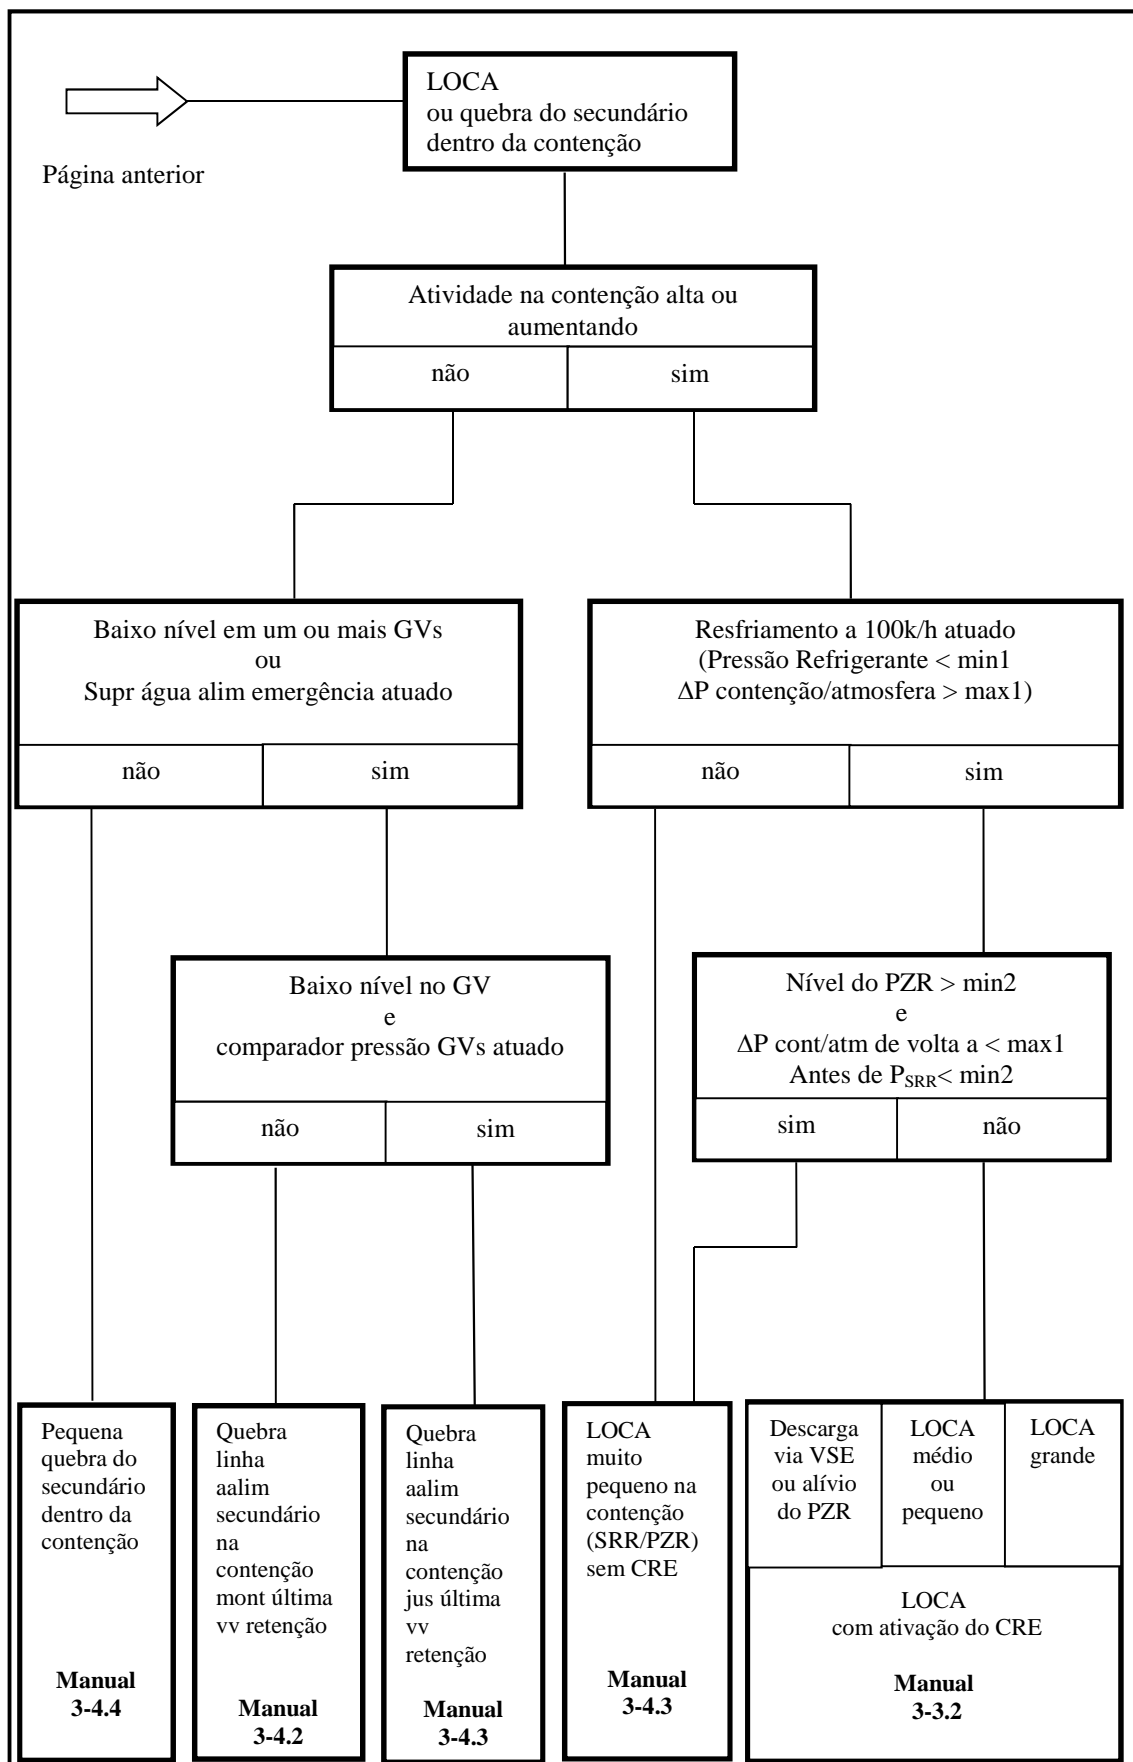 LOCA
ou quebra do secundário
dentro da contenção
Página anterior
Atividade na contenção alta ou
aumentando
não
sim
Baixo nível em um ou mais GVs
ou
Supr água alim emergência atuado
não
sim
Resfriamento a 100k/h atuado
(Pressão Refrigerante < min1
ΔP contenção/atmosfera > max1)
não
sim
Baixo nível no GV
e
comparador pressão GVs atuado
não
sim
Nível do PZR > min2
e
ΔP cont/atm de volta a < max1
Antes de PSRR< min2
sim
não
Pequena
quebra do
secundário
dentro da
contenção
Manual
3-4.4
Quebra
linha
aalim
secundário
na
contenção
mont última
vv retenção
Manual
3-4.2
Quebra
linha
aalim
secundário
na
contenção
jus última
vv
retenção
Manual
3-4.3
LOCA
muito
pequeno na
contenção
(SRR/PZR)
sem CRE
Manual
3-4.3
Descarga
via VSE
ou alívio
do PZR
LOCA
médio
ou
pequeno
LOCA
grande
LOCA
com ativação do CRE
Manual
3-3.2